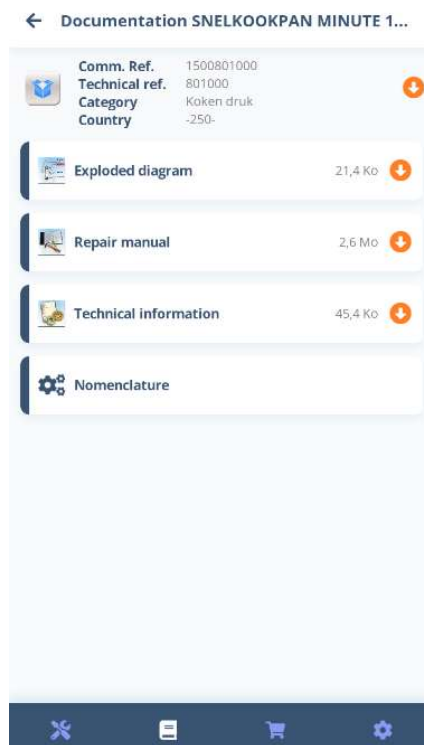 Documentation SNELKOOKPAN MINUTE 1...
Comm. Ref. 1500801000
Technical ref. 801000
Category Koken druk
Country -250-
Exploded diagram 21,4 Ko
Repair manual 2,6 Mo
Technical information 45,4 Ko
Nomenclature